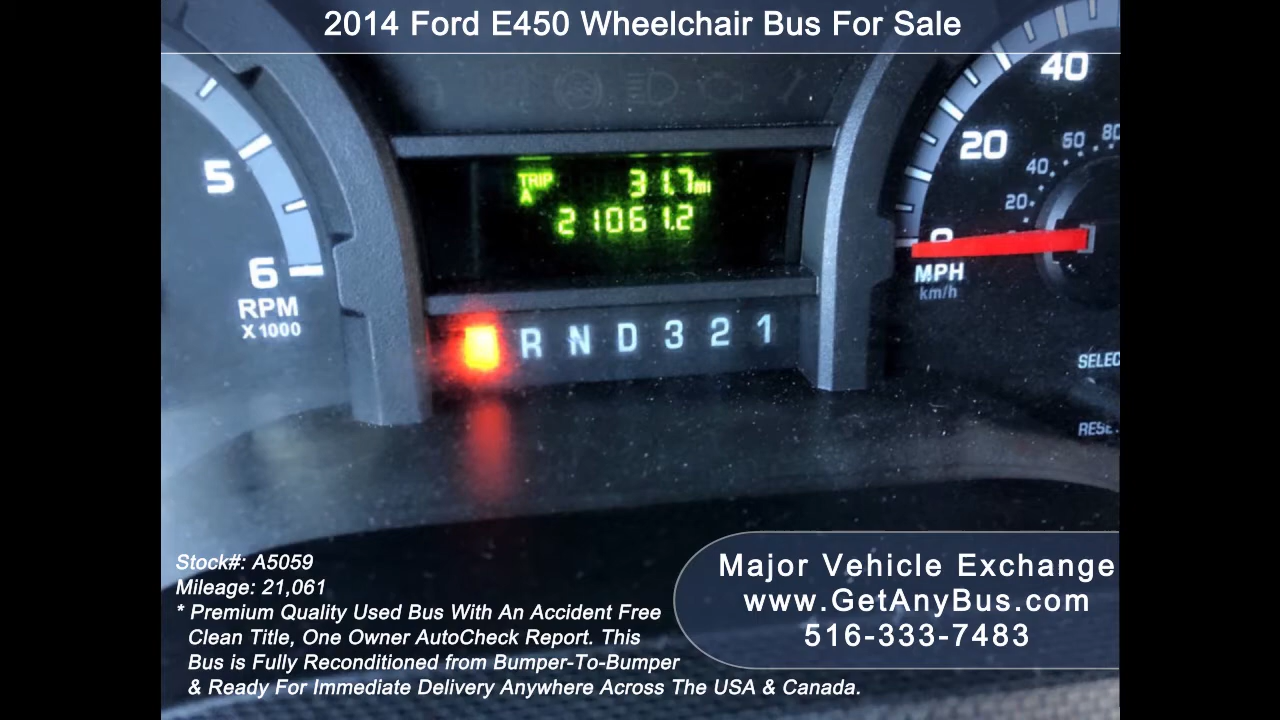 2014 Ford E450 Wheelchair Bus For Sale
40
20
60 80
40
20
0
5
6
RPM
X 1000
TRIP A 31.7 mi
21061.2
R N D 3 2 1
MPH
km/h
SELEC
RESE
Stock#: A5059
Mileage: 21,061
* Premium Quality Used Bus With An Accident Free
Clean Title, One Owner AutoCheck Report. This
Bus is Fully Reconditioned from Bumper-To-Bumper
& Ready For Immediate Delivery Anywhere Across The USA & Canada.
Major Vehicle Exchange
www.GetAnyBus.com
516-333-7483